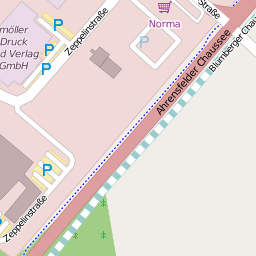 möller
Druck
d Verlag
GmbH
Zeppelinstraße
P
P
P
Norma
P
Straße
Ahrensfelder Chaussee
Blumberger Chau
P
Zeppelinstraße